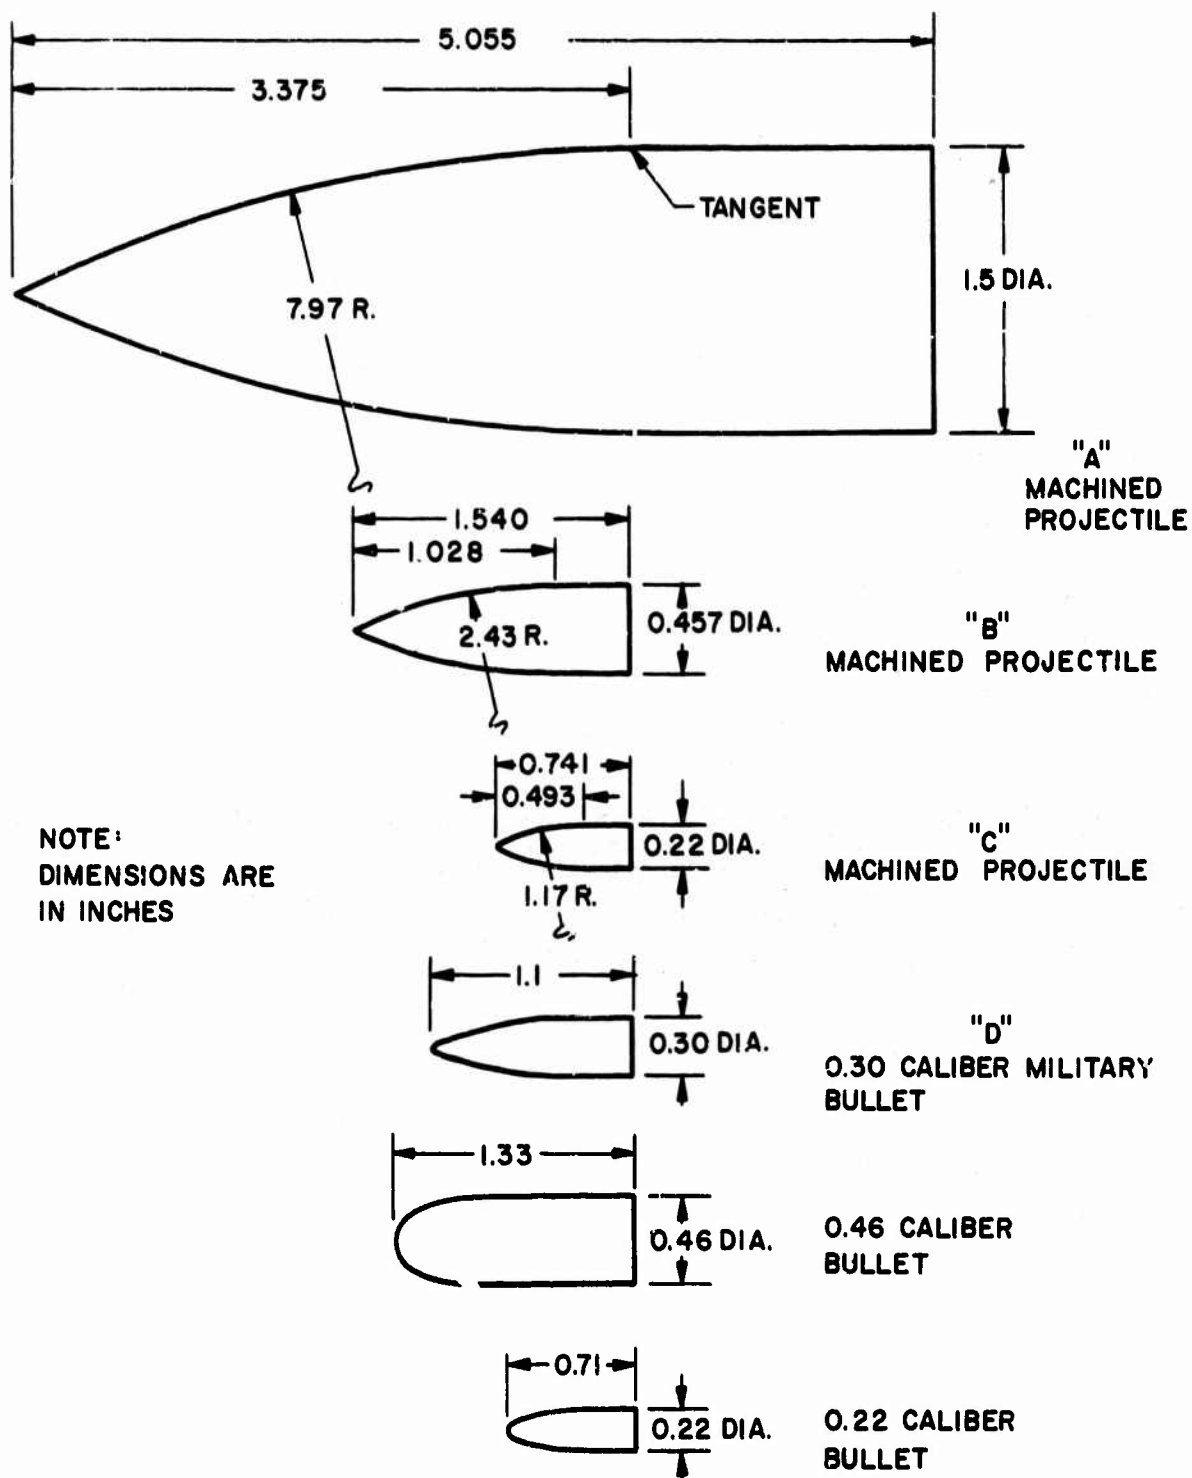 5.055
3.375
TANGENT
1.5 DIA.
7.97 R.
"A"
MACHINED
PROJECTILE
1.540
1.028
2.43 R.
0.457 DIA.
"B"
MACHINED PROJECTILE
0.741
0.493
0.22 DIA.
1.17 R.
"C"
MACHINED PROJECTILE
NOTE:
DIMENSIONS ARE
IN INCHES
1.1
0.30 DIA.
"D"
0.30 CALIBER MILITARY
BULLET
1.33
0.46 DIA.
0.46 CALIBER
BULLET
0.71
0.22 DIA.
0.22 CALIBER
BULLET